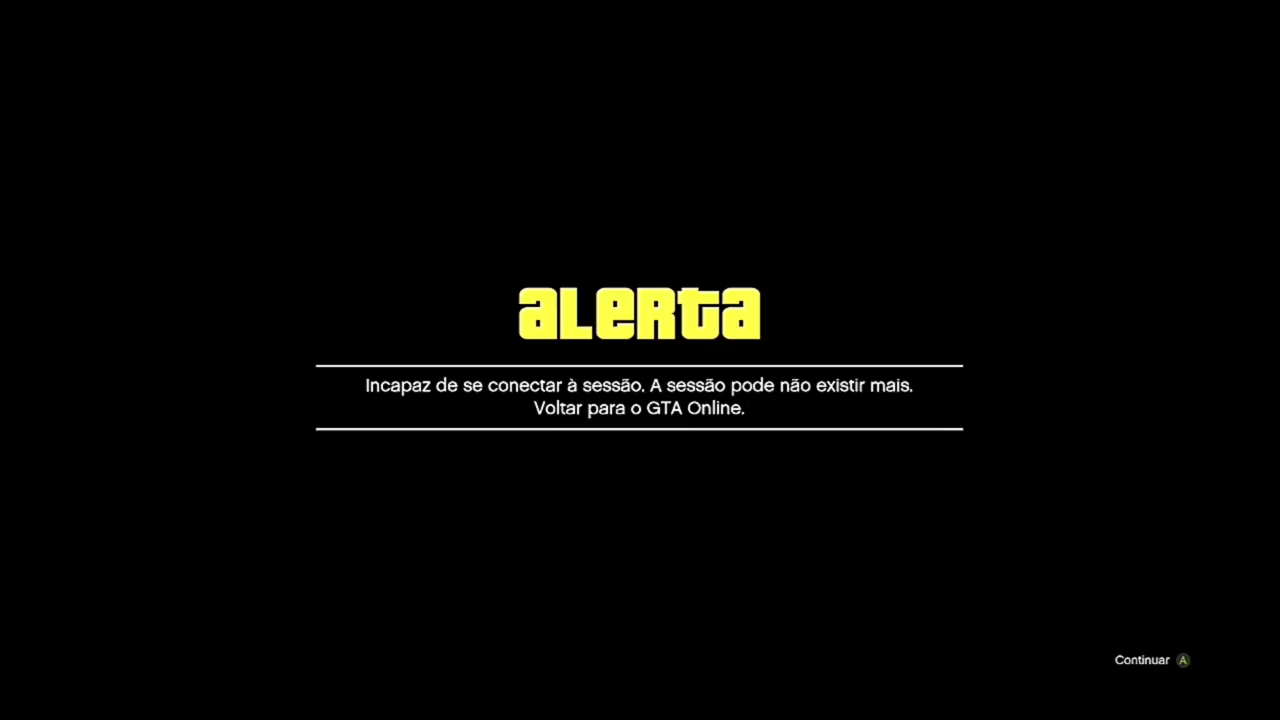 alerta
Incapaz de se conectar à sessão. A sessão pode não existir mais.
Voltar para o GTA Online.
Continuar A